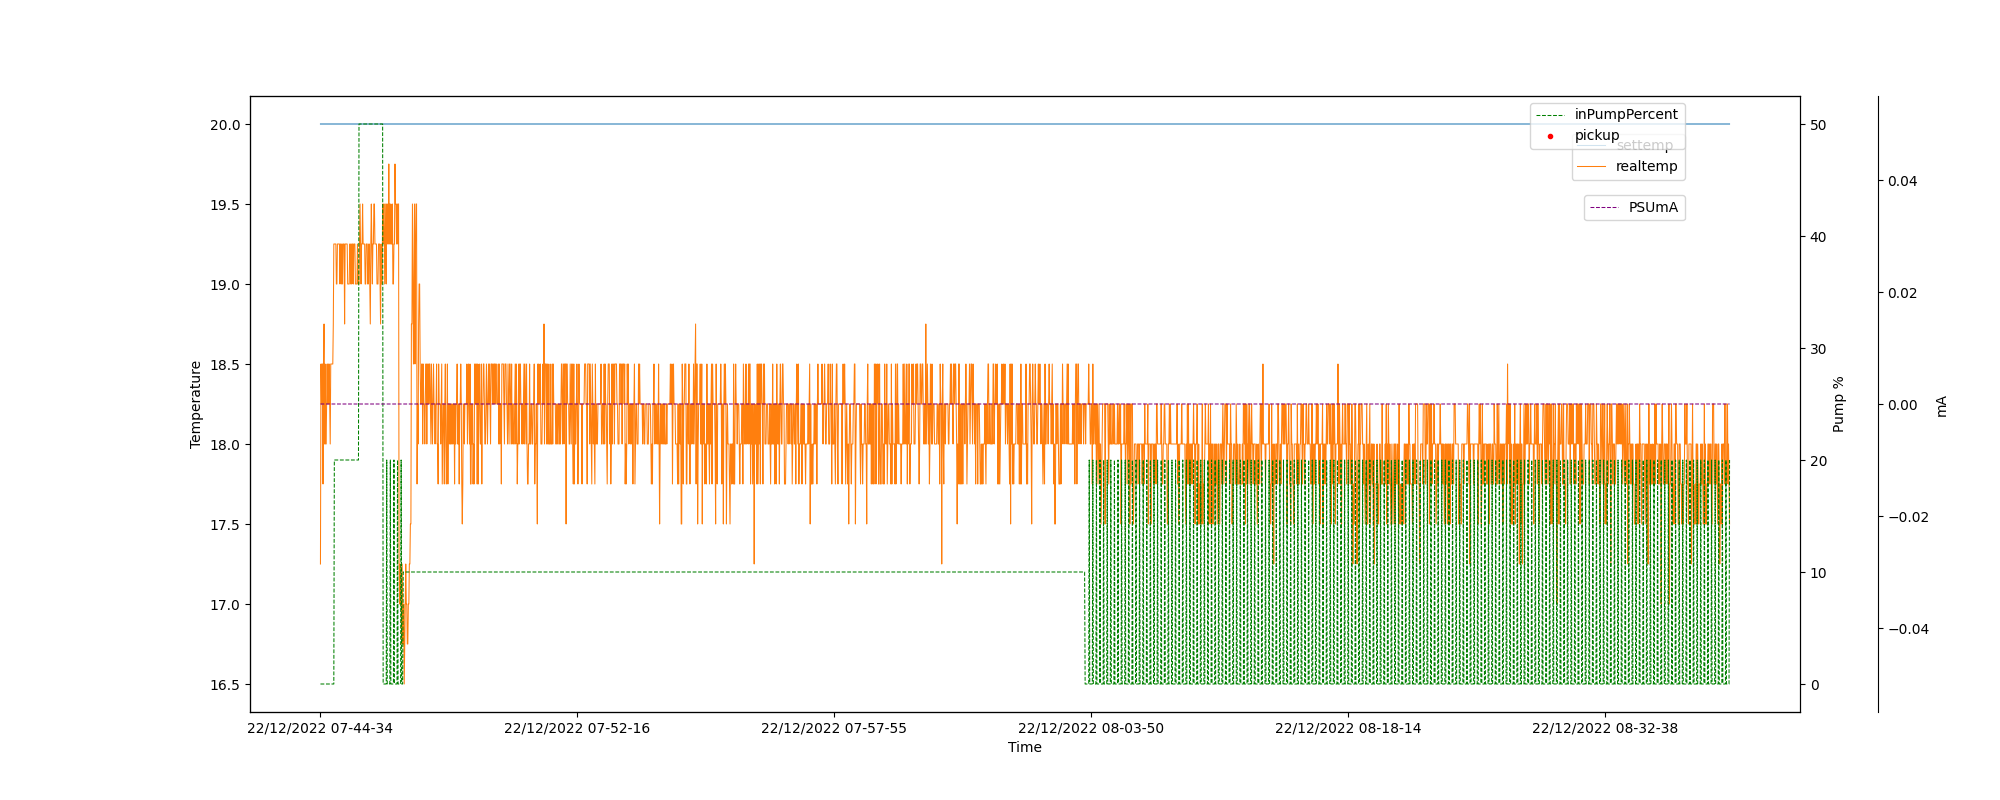 20.0
19.5
19.0
18.5
18.0
17.5
17.0
16.5
Temperature
22/12/2022 07-44-34
22/12/2022 07-52-16
22/12/2022 07-57-55
22/12/2022 08-03-50
22/12/2022 08-18-14
22/12/2022 08-32-38
Time
inPumpPercent
pickup
settemp
realtemp
PSUmA
50
40
30
20
10
0
Pump %
0.04
0.02
0.00
−0.02
−0.04
mA